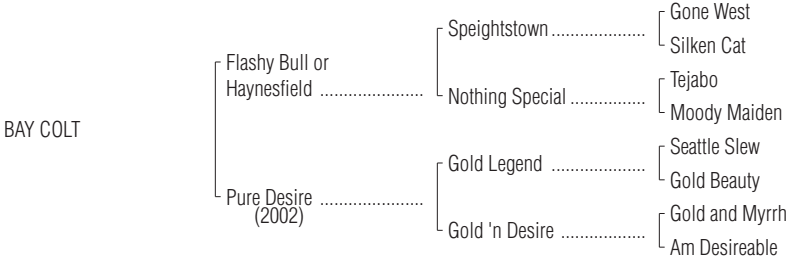 Gone West
Speightstown ....................
Silken Cat
Flashy Bull or
Haynesfield ......................
Tejabo
Nothing Special ................
Moody Maiden
BAY COLT
Seattle Slew
Gold Legend ....................
Gold Beauty
Pure Desire ......................
(2002)
Gold and Myrrh
Gold 'n Desire ..................
Am Desireable